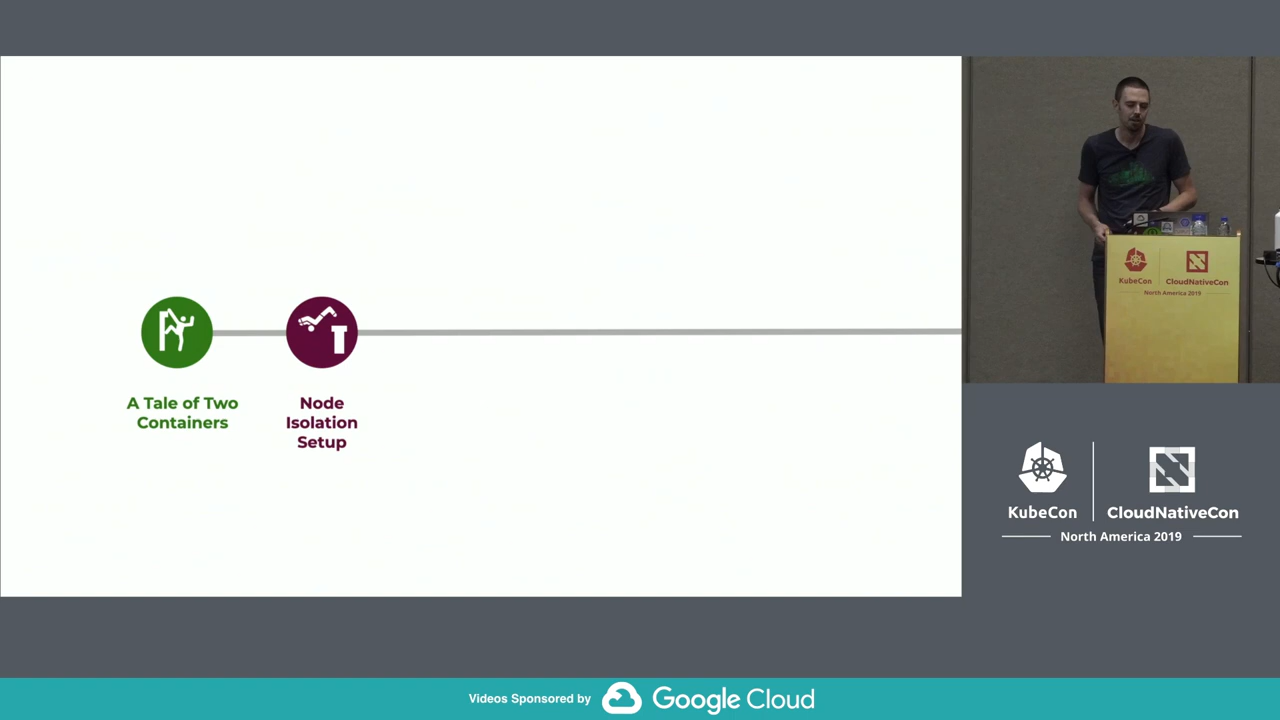 A Tale of Two
Containers
Node
Isolation
Setup
KubeCon
CloudNativeCon
North America 2019
KubeCon
CloudNativeCon
North America 2019
Videos Sponsored by
Google Cloud